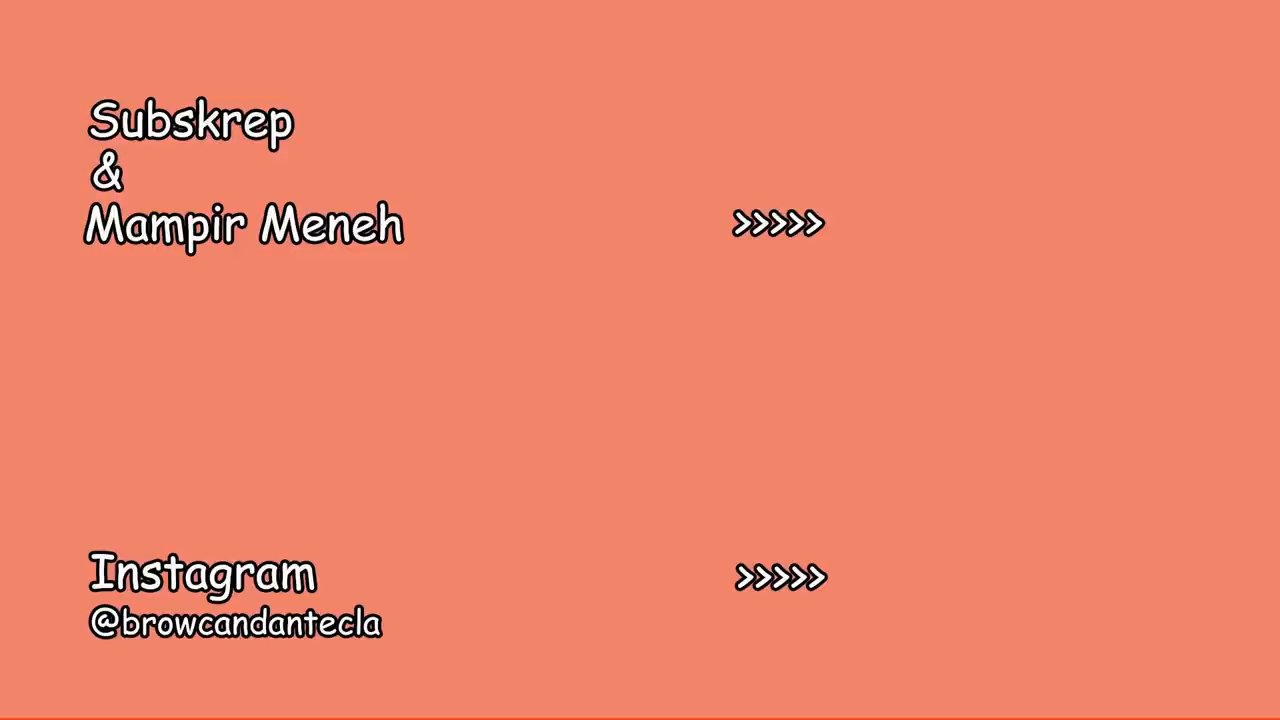 Subskrep
&
Mampir Meneh
>>>>>
Instagram
>>>>>
@browcandantecla